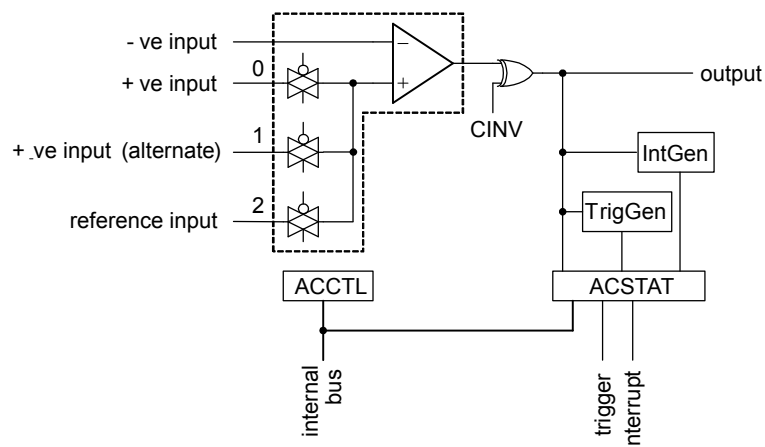 - ve input
−
0
+ ve input
+
output
CINV
1
+ -ve input (alternate)
IntGen
2
reference input
TrigGen
ACCTL
ACSTAT
internal
bus
trigger
nterrupt